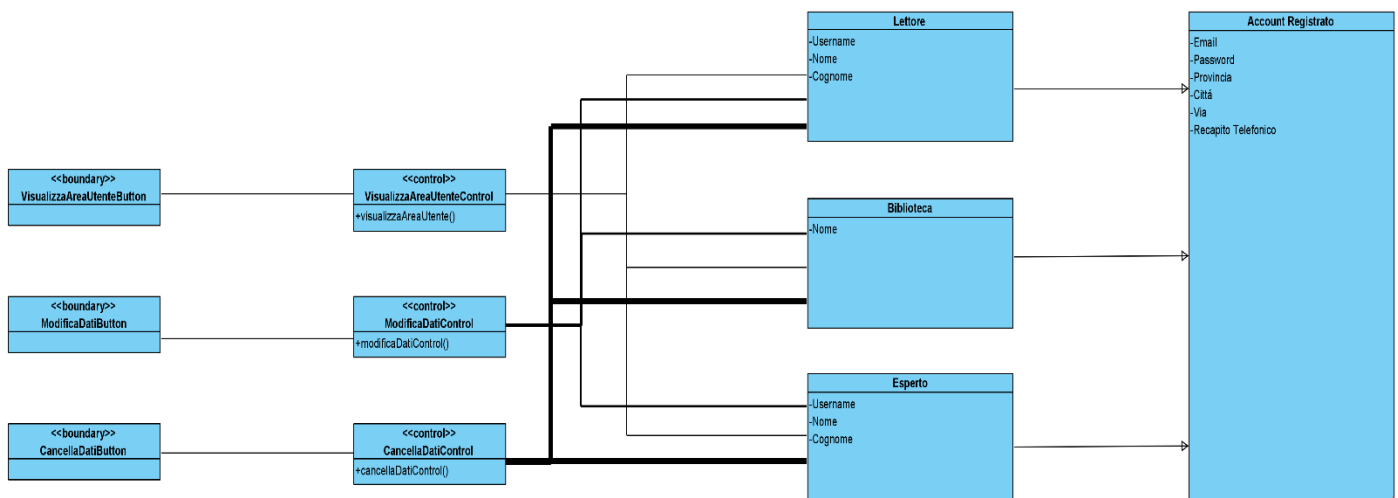 <<boundary>>
VisualizzaAreaUtenteButton
<<boundary>>
ModificaDatiButton
<<boundary>>
CancellaDatiButton
<<control>>
VisualizzaAreaUtenteControl
+visualizzaAreaUtente()
<<control>>
ModificaDatiControl
+modificaDatiControl()
<<control>>
CancellaDatiControl
+cancellaDatiControl()
Lettore
-Username
-Nome
-Cognome
Biblioteca
-Nome
Esperto
-Username
-Nome
-Cognome
Account Registrato
-Email
-Password
-Provincia
-Cittá
-Via
-Recapito Telefonico